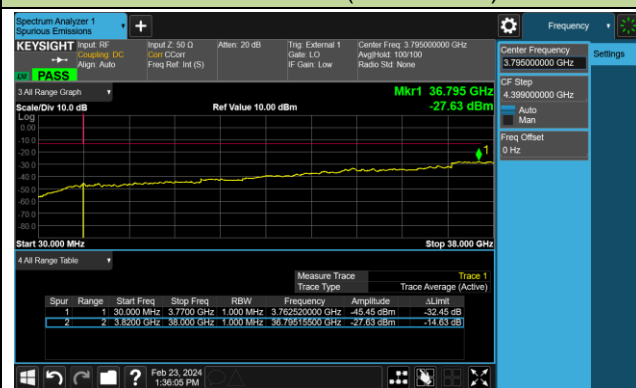 Spectrum Analyzer 1
Spurious Emissions
Frequency
KEYSIGHT
Input: RF
Coupling: DC
Align: Auto
Input Z: 50 Ω
Corr CCorr
Freq Ref: Int (S)
Atten: 20 dB
Trig: External 1
Gate: LO
IF Gain: Low
Center Freq: 3.795000000 GHz
Avg|Hold: 100/100
Radio Std: None
PASS
Center Frequency
3.795000000 GHz
Settings
CF Step
4.399000000 GHz
Auto
Man
Freq Offset
0 Hz
3 All Range Graph
Mkr1 36.795 GHz
Scale/Div 10.0 dB
Ref Value 10.00 dBm
-27.63 dBm
Log
0.00
-10.0
-20.0
-30.0
-40.0
-50.0
-60.0
-70.0
-80.0
1
Start 30.000 MHz
Stop 38.000 GHz
4 All Range Table
Measure Trace Trace 1
Trace Type Trace Average (Active)
Spur Range Start Freq Stop Freq RBW Frequency Amplitude ΔLimit
1 1 30.000 MHz 3.7700 GHz 1.000 MHz 3.762520000 GHz -45.45 dBm -32.45 dB
2 2 3.8200 GHz 38.000 GHz 1.000 MHz 36.79515500 GHz -27.63 dBm -14.63 dB
?
Feb 23, 2024
1:36:05 PM